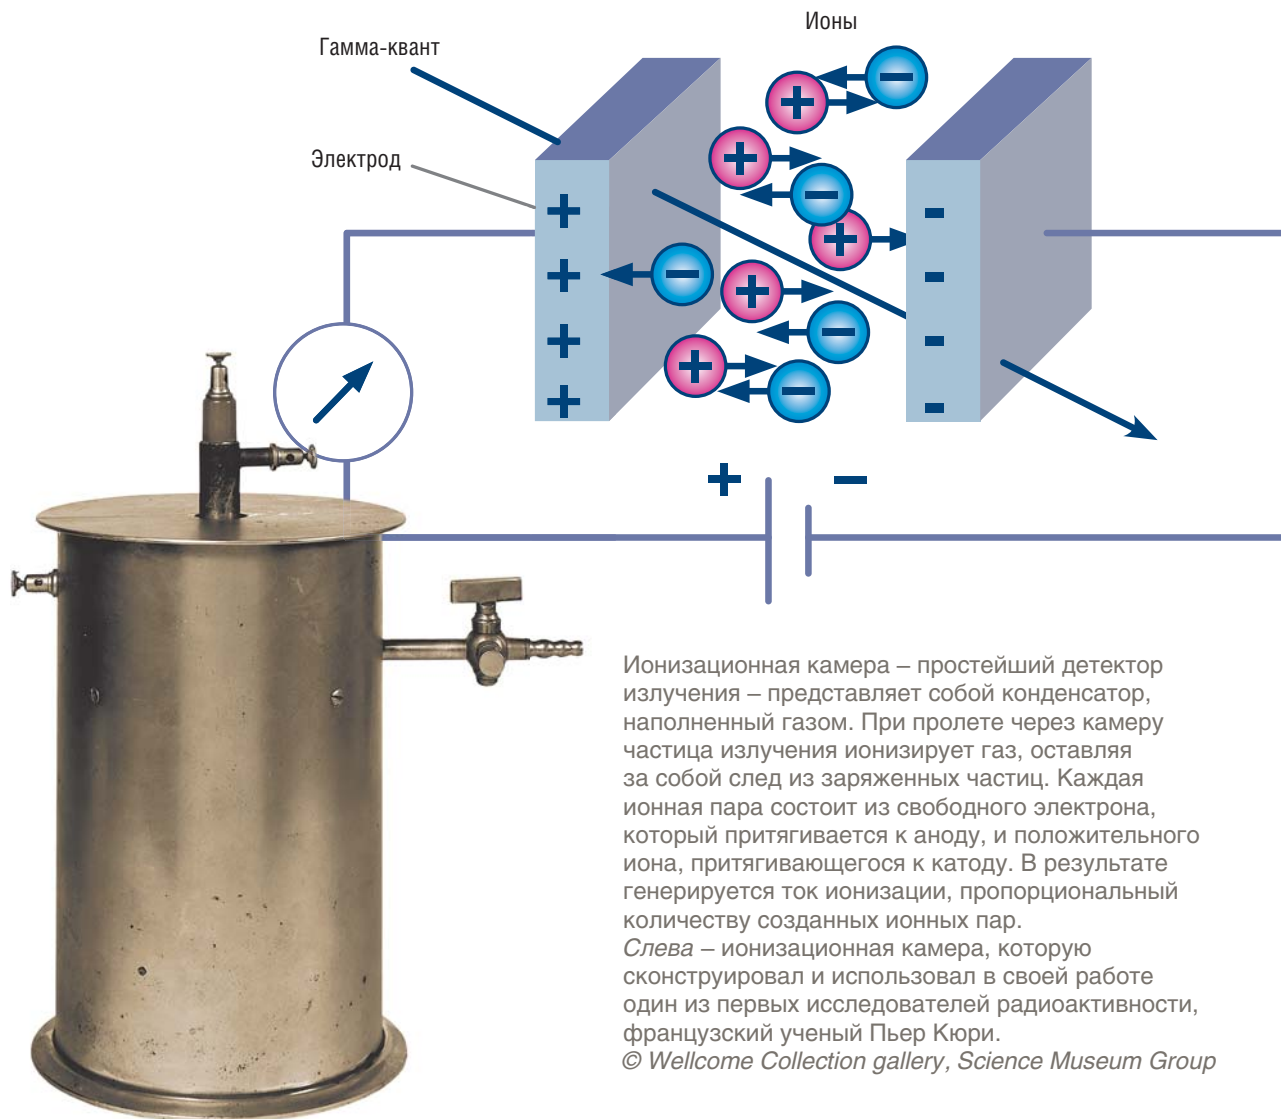 Ионы
Гамма-квант
Электрод
+
+
+
+
-
-
-
-
+
+
+
+
+
−
−
−
−
−
−
+ −
Ионизационная камера – простейший детектор
излучения – представляет собой конденсатор,
наполненный газом. При пролете через камеру
частица излучения ионизирует газ, оставляя
за собой след из заряженных частиц. Каждая
ионная пара состоит из свободного электрона,
который притягивается к аноду, и положительного
иона, притягивающегося к катоду. В результате
генерируется ток ионизации, пропорциональный
количеству созданных ионных пар.
Слева – ионизационная камера, которую
сконструировал и использовал в своей работе
один из первых исследователей радиоактивности,
французский ученый Пьер Кюри.
© Wellcome Collection gallery, Science Museum Group